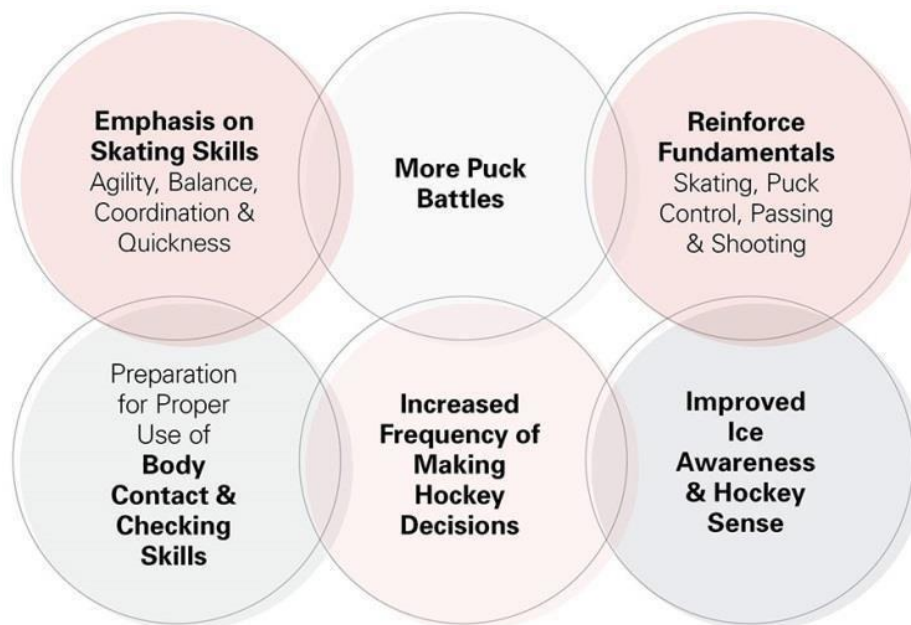 Emphasis on
Skating Skills
Agility, Balance,
Coordination &
Quickness
More Puck
Battles
Reinforce
Fundamentals
Skating, Puck
Control, Passing
& Shooting
Preparation
for Proper
Use of
Body
Contact &
Checking
Skills
Increased
Frequency of
Making
Hockey
Decisions
Improved
Ice
Awareness
& Hockey
Sense